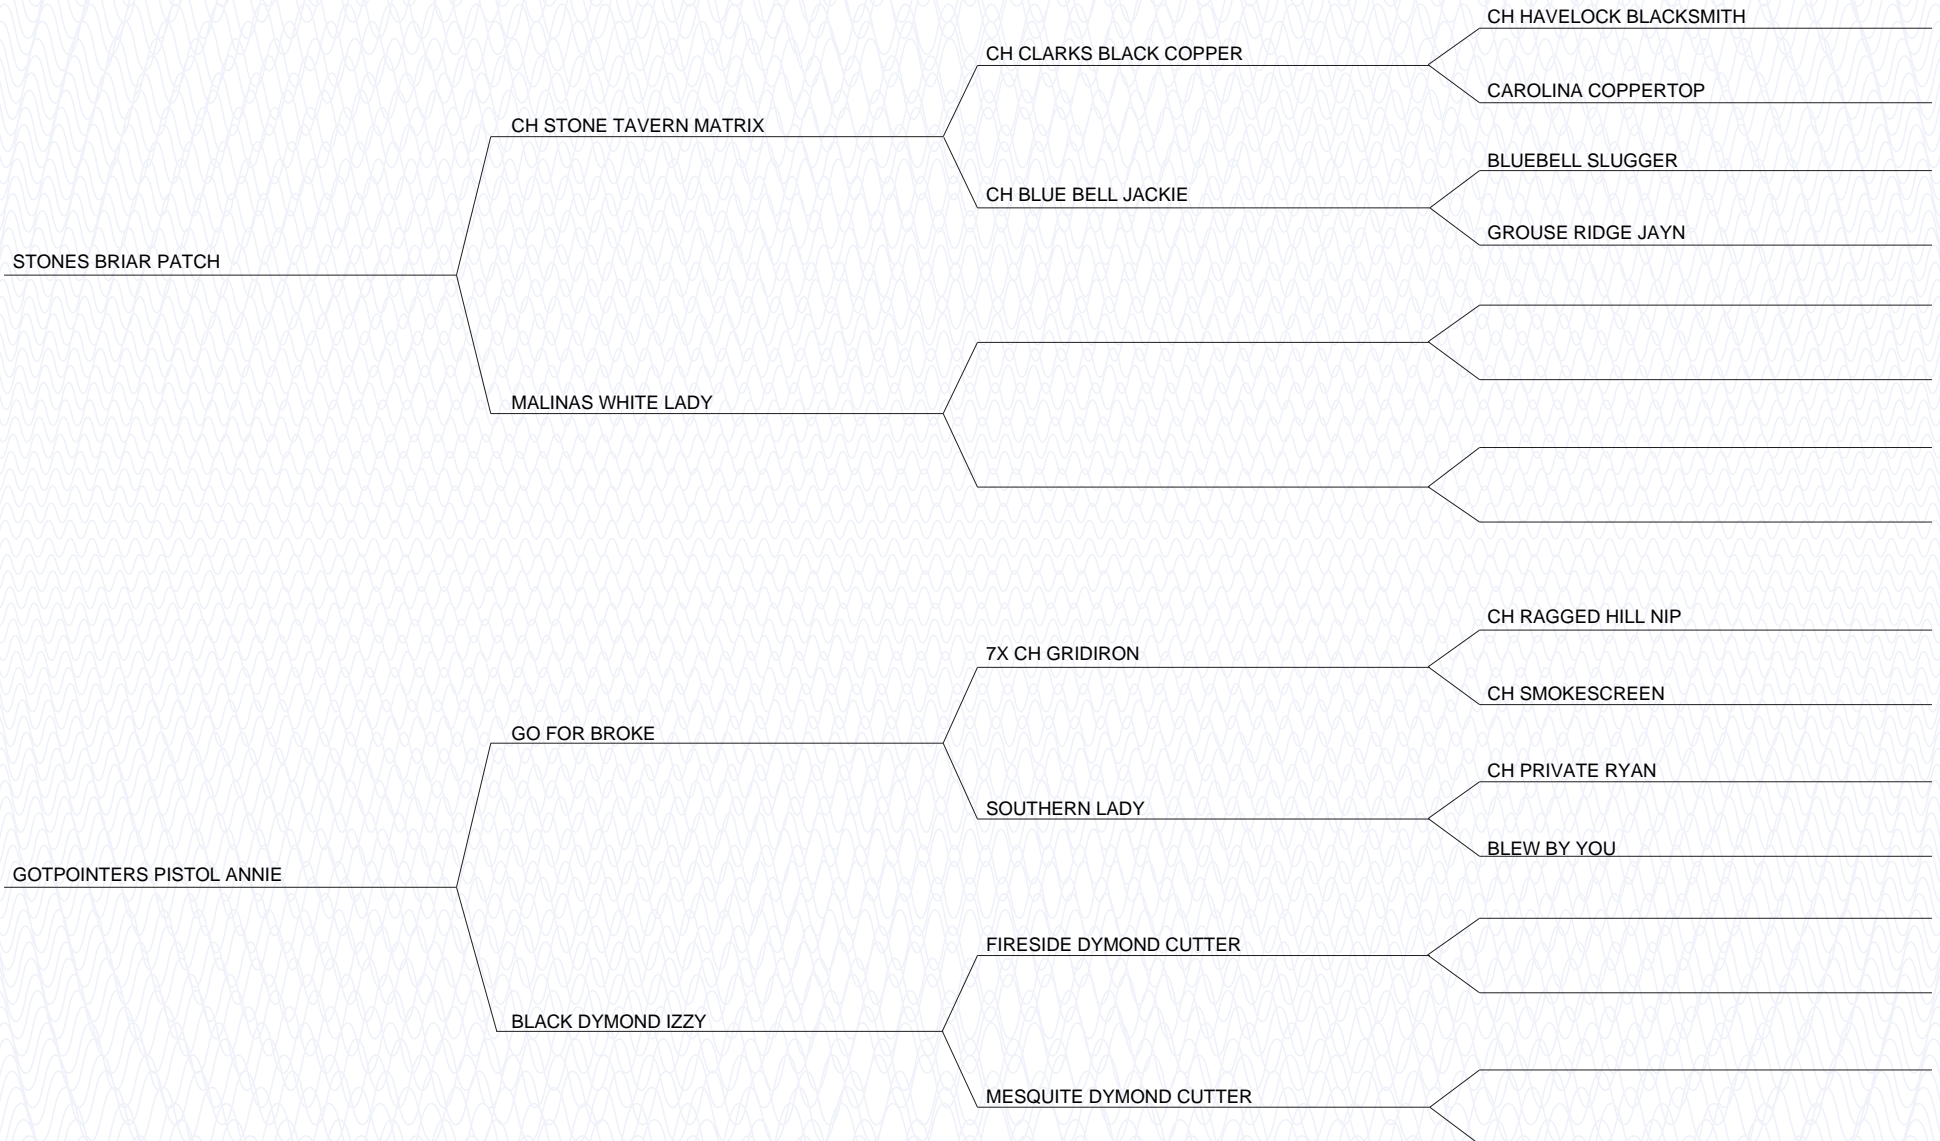 CH HAVELOCK BLACKSMITH
CH CLARKS BLACK COPPER
CAROLINA COPPERTOP
CH STONE TAVERN MATRIX
BLUEBELL SLUGGER
CH BLUE BELL JACKIE
GROUSE RIDGE JAYN
STONES BRIAR PATCH
MALINAS WHITE LADY
CH RAGGED HILL NIP
7X CH GRIDIRON
CH SMOKESCREEN
GO FOR BROKE
CH PRIVATE RYAN
SOUTHERN LADY
BLEW BY YOU
GOTPOINTERS PISTOL ANNIE
FIRESIDE DYMOND CUTTER
BLACK DYMOND IZZY
MESQUITE DYMOND CUTTER